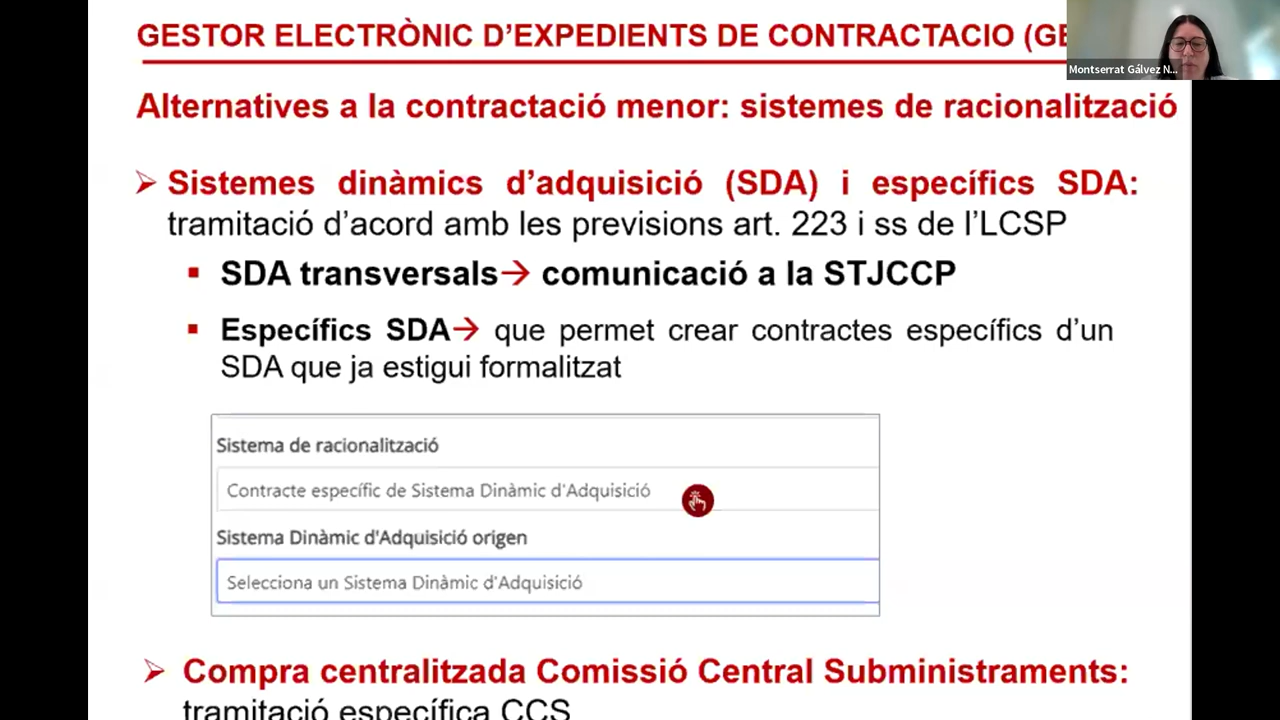 GESTOR ELECTRÒNIC D'EXPEDIENTS DE CONTRACTACIO (GE
Montserrat Gálvez N...
Alternatives a la contractació menor: sistemes de racionalització
Sistemes dinàmics d'adquisició (SDA) i específics SDA:
tramitació d'acord amb les previsions art. 223 i ss de l'LCSP
SDA transversals→ comunicació a la STJCCP
Específics SDA→ que permet crear contractes específics d'un
SDA que ja estigui formalitzat
Sistema de racionalització
Contracte específic de Sistema Dinàmic d'Adquisició
Sistema Dinàmic d'Adquisició origen
Selecciona un Sistema Dinàmic d'Adquisició
Compra centralitzada Comissió Central Subministraments:
tramitació específica CCS